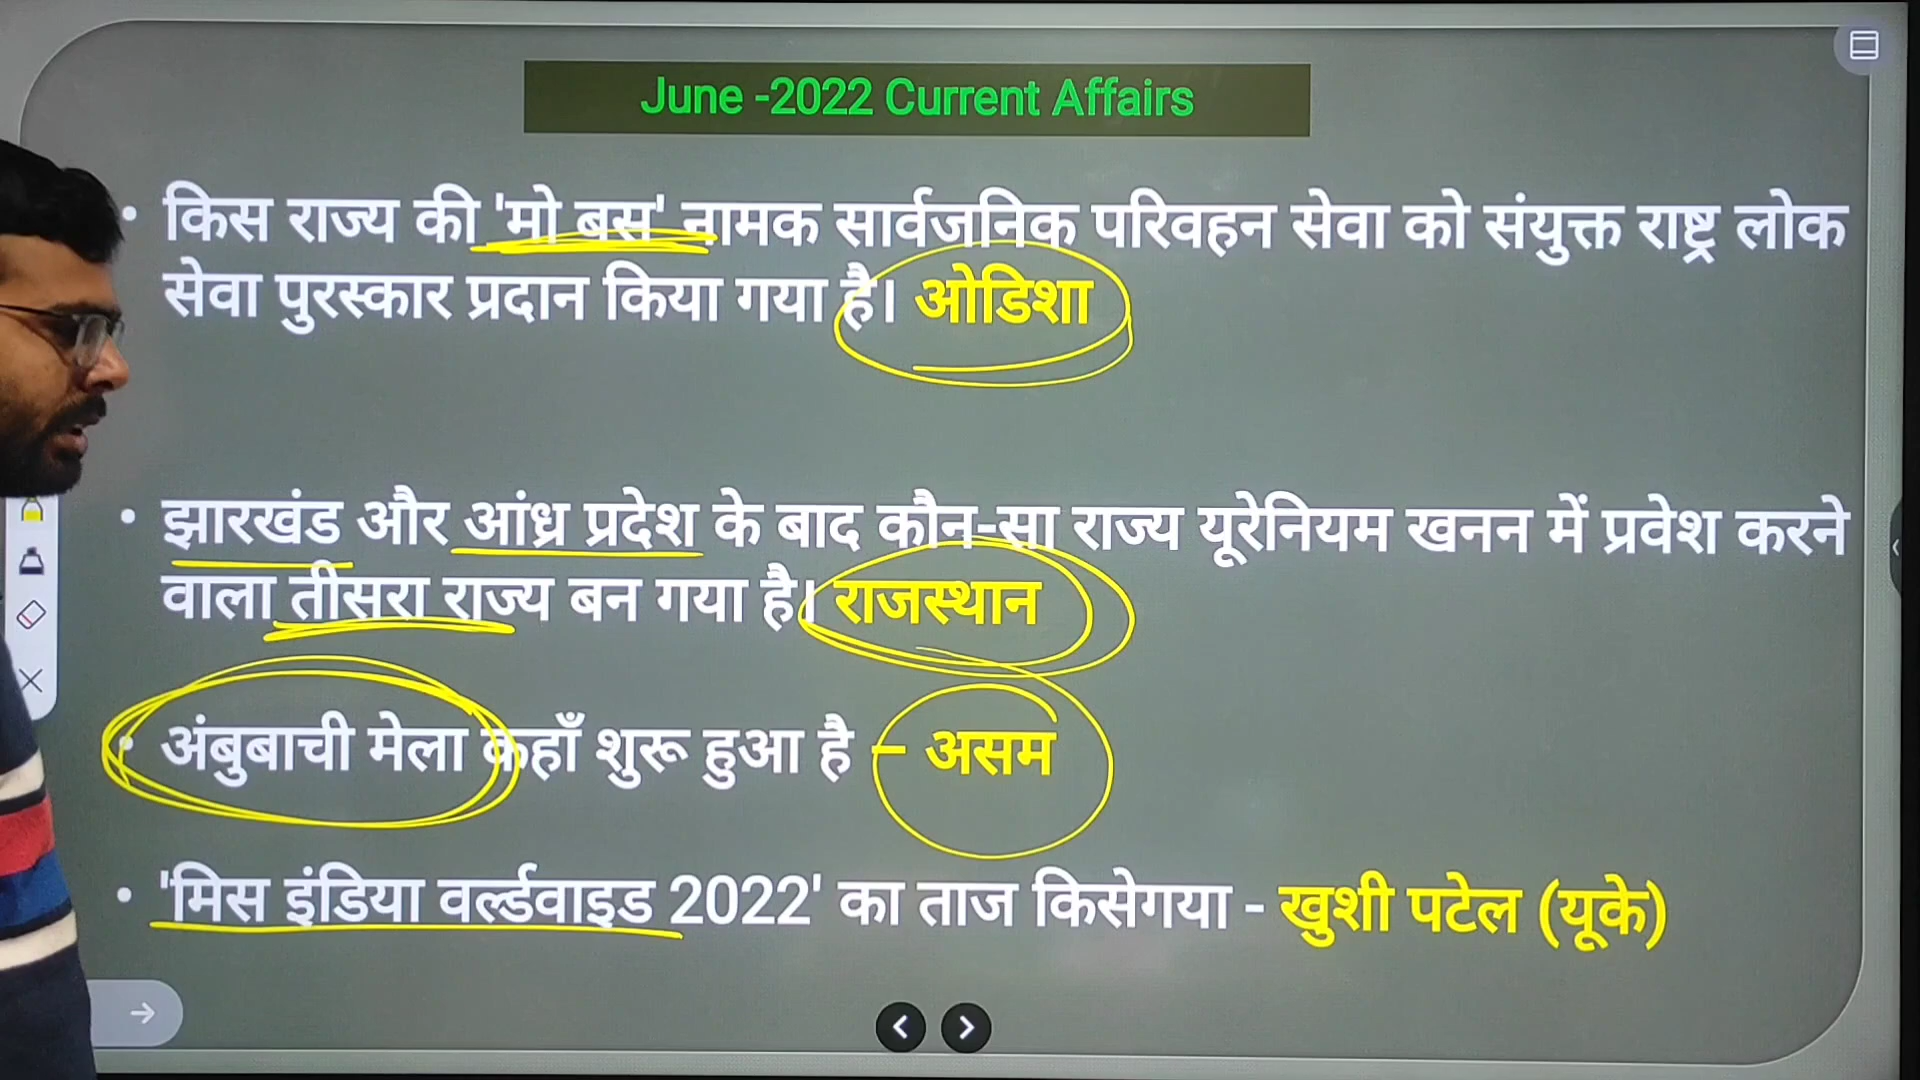 June -2022 Current Affairs
• किस राज्य की 'मो बस' नामक सार्वजनिक परिवहन सेवा को संयुक्त राष्ट्र लोक
सेवा पुरस्कार प्रदान किया गया है। ओडिशा
• झारखंड और आंध्र प्रदेश के बाद कौन-सा राज्य यूरेनियम खनन में प्रवेश करने
वाला तीसरा राज्य बन गया है। राजस्थान
• अंबुबाची मेला कहाँ शुरू हुआ है – असम
• 'मिस इंडिया वर्ल्डवाइड 2022' का ताज किसेगया - खुशी पटेल (यूके)